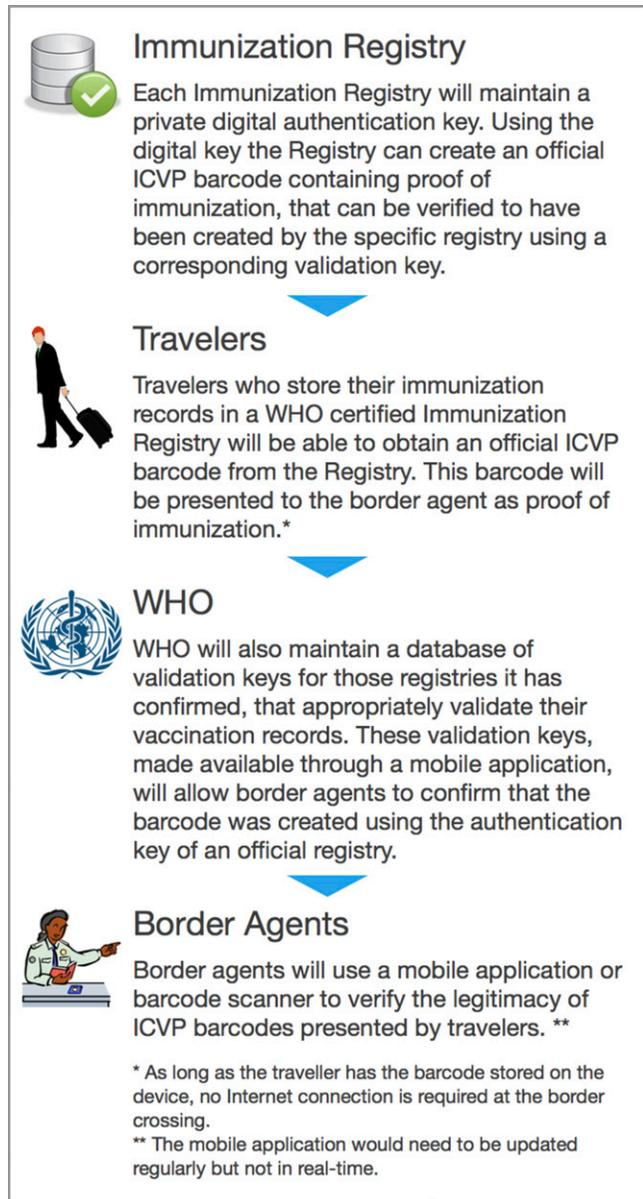 Immunization Registry
Each Immunization Registry will maintain a
private digital authentication key. Using the
digital key the Registry can create an official
ICVP barcode containing proof of
immunization, that can be verified to have
been created by the specific registry using a
corresponding validation key.
Travelers
Travelers who store their immunization
records in a WHO certified Immunization
Registry will be able to obtain an official ICVP
barcode from the Registry. This barcode will
be presented to the border agent as proof of
immunization.*
WHO
WHO will also maintain a database of
validation keys for those registries it has
confirmed, that appropriately validate their
vaccination records. These validation keys,
made available through a mobile application,
will allow border agents to confirm that the
barcode was created using the authentication
key of an official registry.
Border Agents
Border agents will use a mobile application or
barcode scanner to verify the legitimacy of
ICVP barcodes presented by travelers. **
* As long as the traveller has the barcode stored on the
device, no Internet connection is required at the border
crossing.
** The mobile application would need to be updated
regularly but not in real-time.